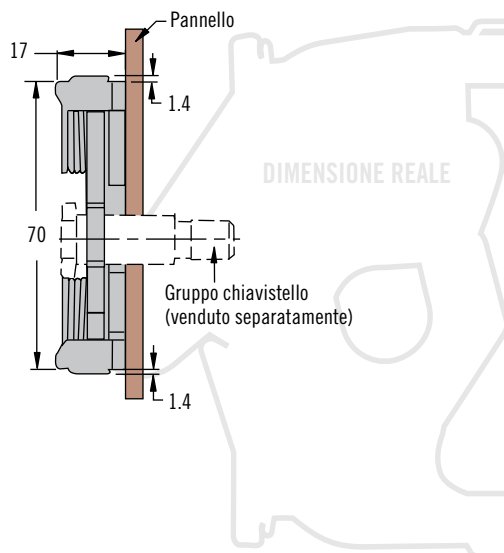 Pannello
17
1.4
DIMENSIONE REALE
70
Gruppo chiavistello
(venduto separatamente)
1.4